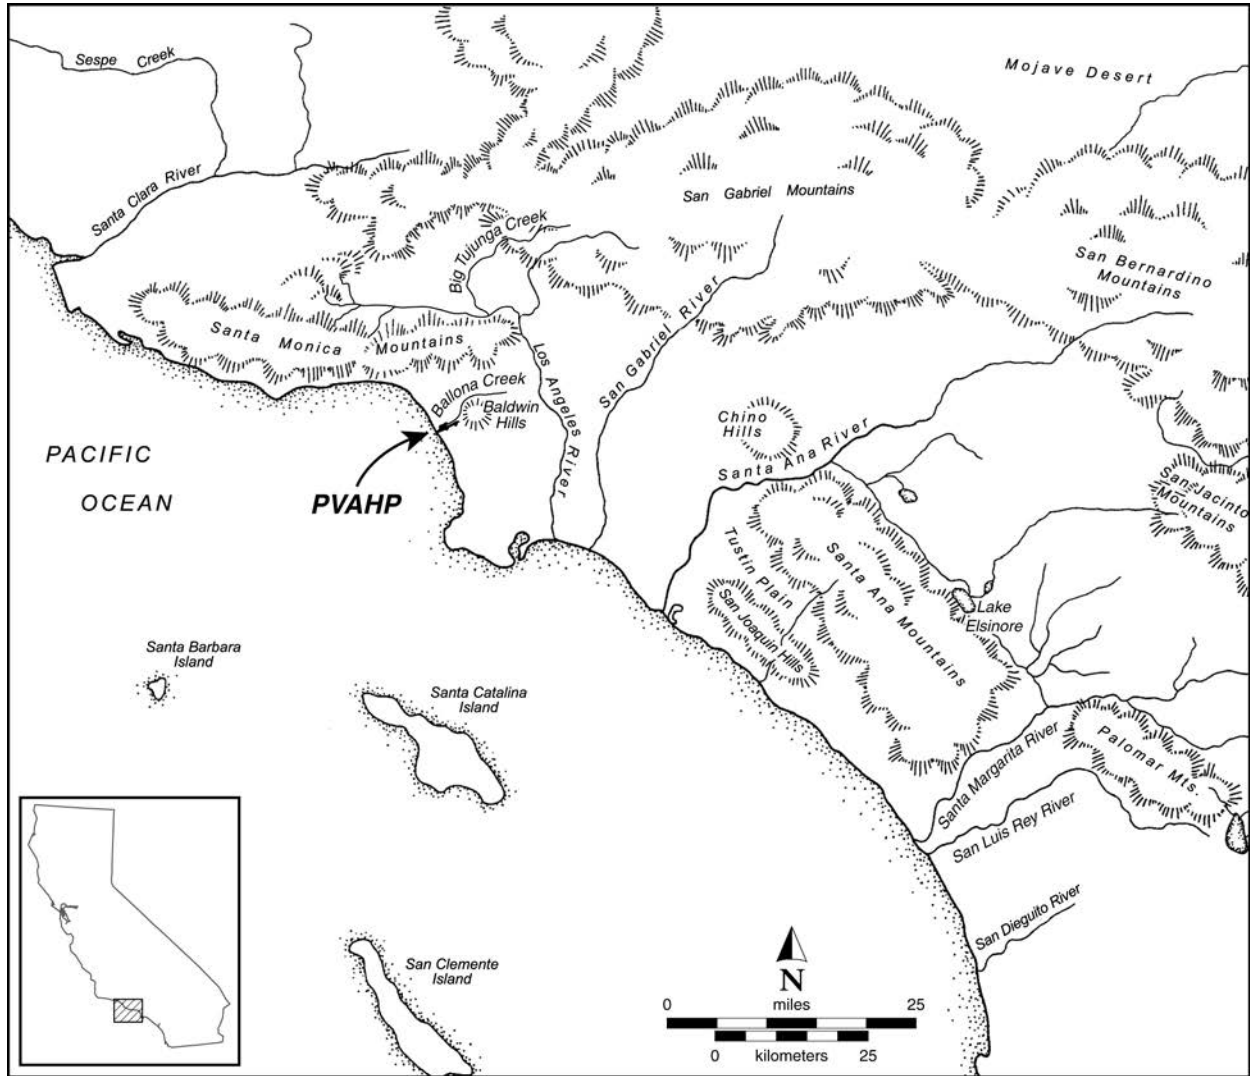 Sespe Creek
Mojave Desert
Santa Clara River
San Gabriel Mountains
Big Tujunga Creek
San Bernardino
Mountains
Santa Monica Mountains
Los Angeles River
San Gabriel River
Ballona Creek
Baldwin
Hills
Chino
Hills
Santa Ana River
PACIFIC
OCEAN
PVAHP
San Jacinto
Mountains
Tustin Plain
Santa Ana Mountains
San Joaquin Hills
Lake
Elsinore
Santa Barbara
Island
Santa Catalina
Island
Santa Margarita River
Palomar Mts.
San Luis Rey River
San Dieguito River
San Clemente
Island
N
0 miles 25
0 kilometers 25